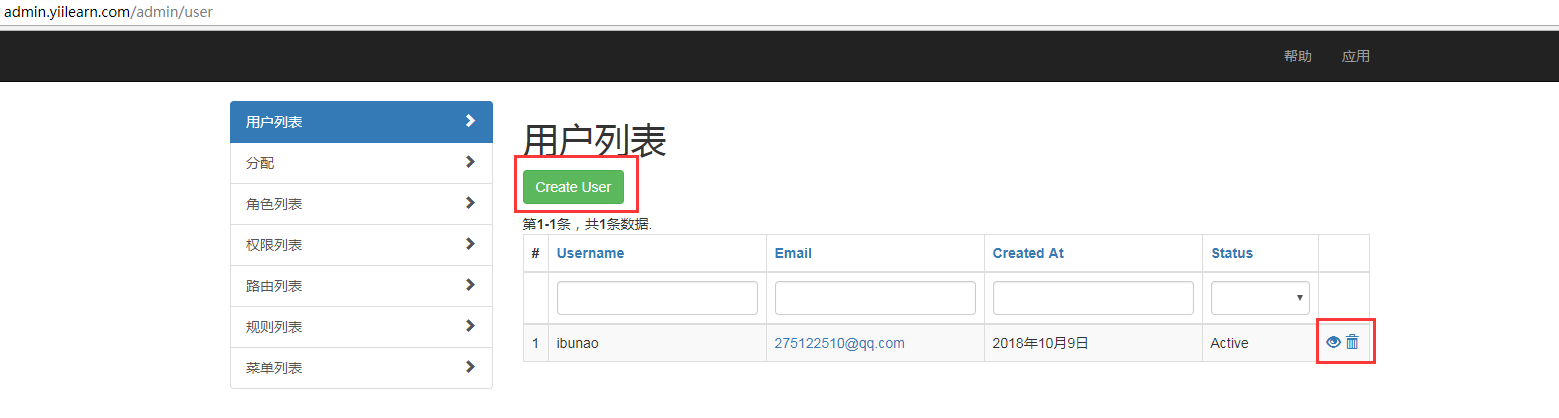 admin.yiilearn.com/admin/user
帮助 应用
用户列表
分配
角色列表
权限列表
路由列表
规则列表
菜单列表
用户列表
Create User
第1-1条，共1条数据.
# Username Email Created At Status
1 ibunao 275122510@qq.com 2018年10月9日 Active